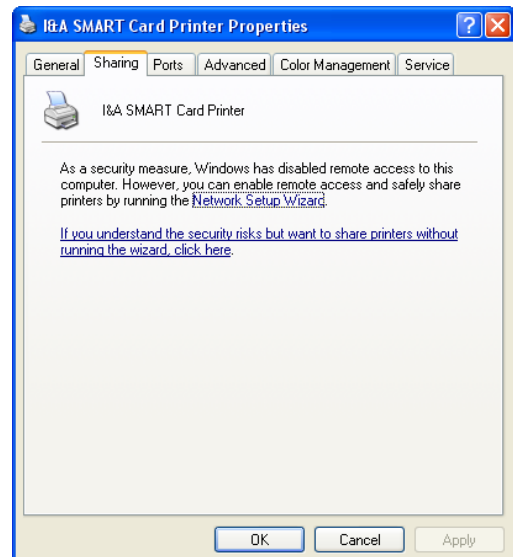 I&A SMART Card Printer Properties
General Sharing Ports Advanced Color Management Service
I&A SMART Card Printer
As a security measure, Windows has disabled remote access to this
computer. However, you can enable remote access and safely share
printers by running the Network Setup Wizard.
If you understand the security risks but want to share printers without
running the wizard, click here.
OK Cancel Apply